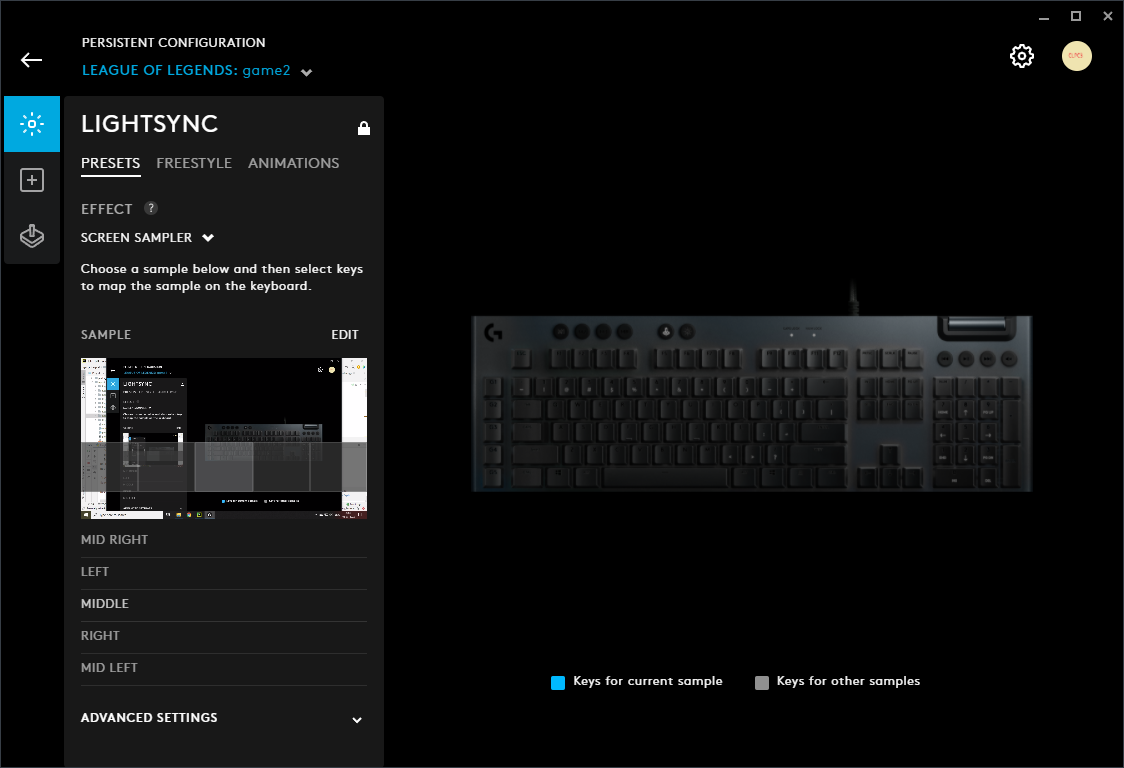 PERSISTENT CONFIGURATION
LEAGUE OF LEGENDS: game2
LIGHTSYNC
PRESETS FREESTYLE ANIMATIONS
EFFECT ?
SCREEN SAMPLER
Choose a sample below and then select keys
to map the sample on the keyboard.
SAMPLE EDIT
LIGHTSYNC
MID RIGHT
LEFT
MIDDLE
RIGHT
MID LEFT
ADVANCED SETTINGS
Keys for current sample
Keys for other samples